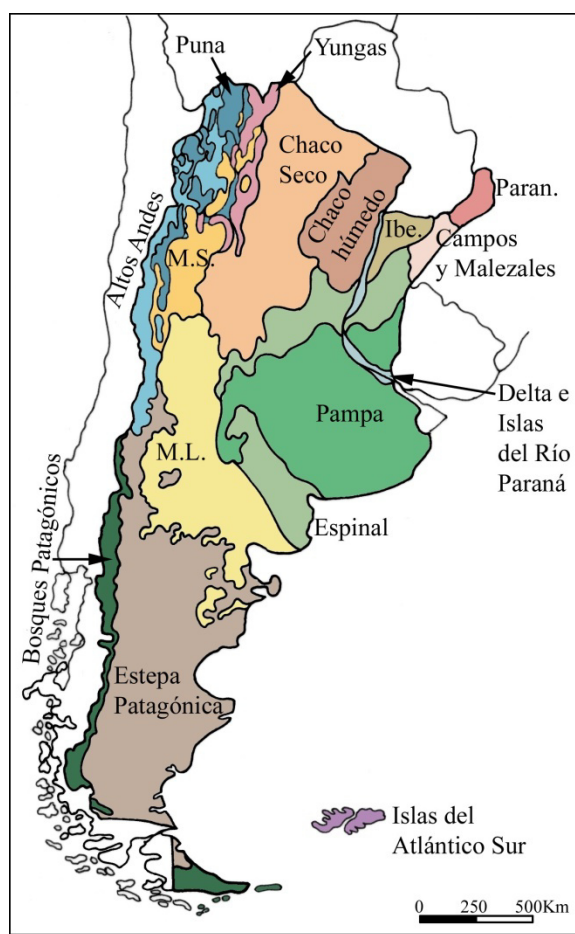 Puna
Yungas
Chaco
Seco
Paran.
Chaco
húmedo
Ibe.
Campos
y Malezales
Altos Andes
M.S.
Delta e
Islas
del Río
Paraná
Pampa
M.L.
Espinal
Bosques Patagónicos
Estepa
Patagónica
Islas del
Atlántico Sur
0 250 500Km